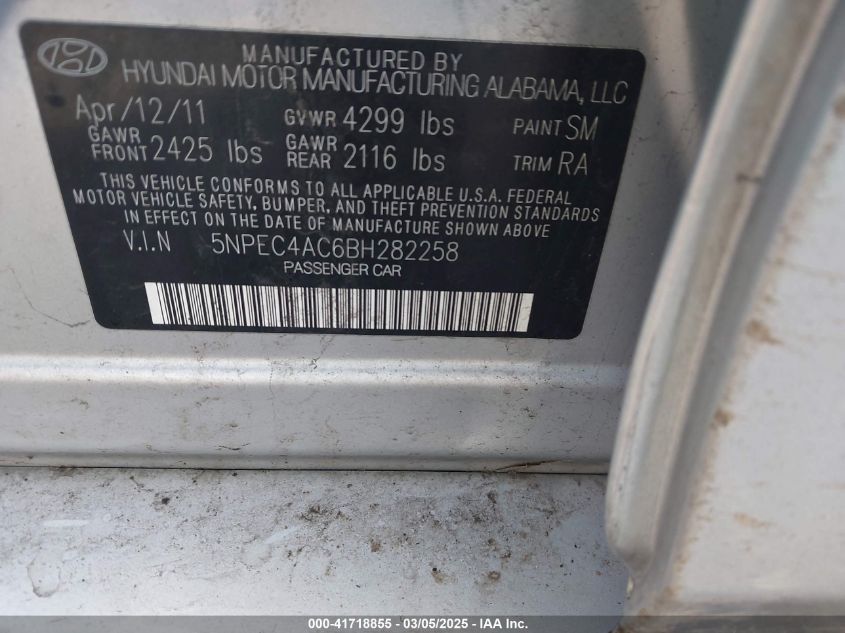 MANUFACTURED BY
HYUNDAI MOTOR MANUFACTURING ALABAMA, LLC
Apr/12/11 GVWR 4299 lbs PAINT SM
GAWR FRONT 2425 lbs GAWR REAR 2116 lbs TRIM RA
THIS VEHICLE CONFORMS TO ALL APPLICABLE U.S.A. FEDERAL
MOTOR VEHICLE SAFETY, BUMPER, AND THEFT PREVENTION STANDARDS
IN EFFECT ON THE DATE OF MANUFACTURE SHOWN ABOVE.
V.I.N 5NPEC4AC6BH282258
PASSENGER CAR
000-41718855 — 03/05/2025 — IAA Inc.